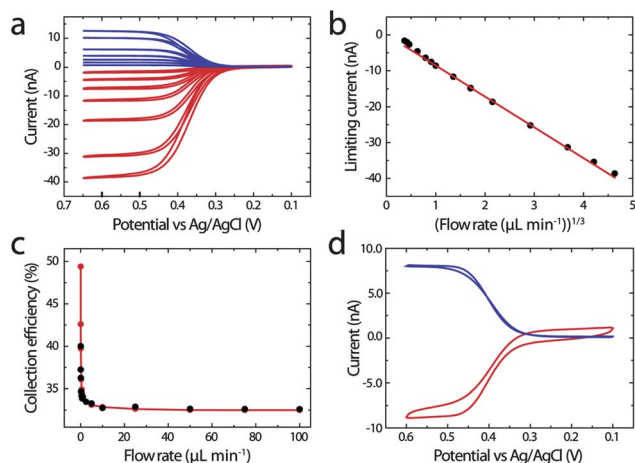 a
10
0
-10
-20
-30
-40
Current (nA)
0.7 0.6 0.5 0.4 0.3 0.2 0.1
Potential vs Ag/AgCl (V)
b
0
-10
-20
-30
-40
Limiting current (nA)
0 1 2 3 4 5
(Flow rate (µL min⁻¹))¹/³
c
50
45
40
35
Collection efficiency (%)
0 20 40 60 80 100
Flow rate (µL min⁻¹)
d
10.0
5.0
0.0
-5.0
-10
Current (nA)
0.6 0.5 0.4 0.3 0.2 0.1
Potential vs Ag/AgCl (V)